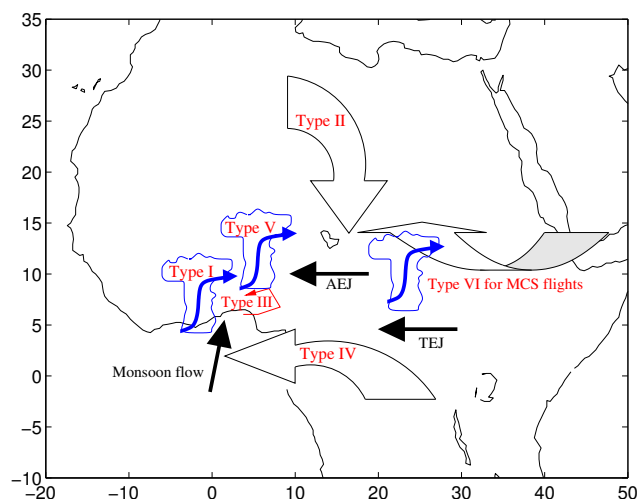 35
30
25
Type II
20
15
Type V
Type I
10
AEJ
Type VI for MCS flights
Type III
5
TEJ
Type IV
Monsoon flow
0
−5
−10
−20 −10 0 10 20 30 40 50